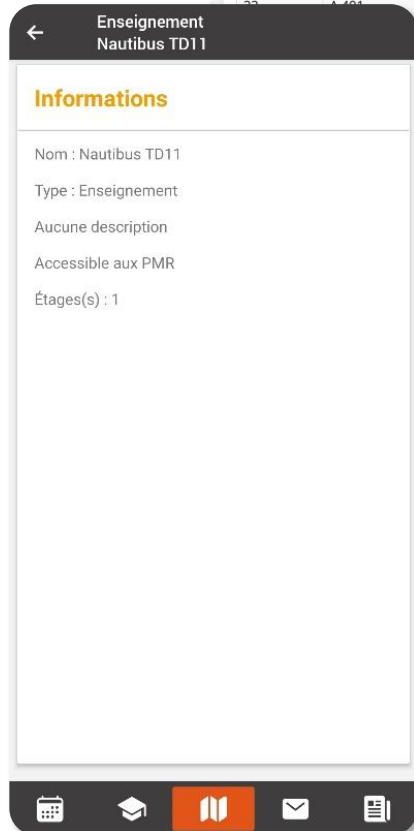 Enseignement
Nautibus TD11
Informations
Nom : Nautibus TD11
Type : Enseignement
Aucune description
Accessible aux PMR
Étages(s) : 1